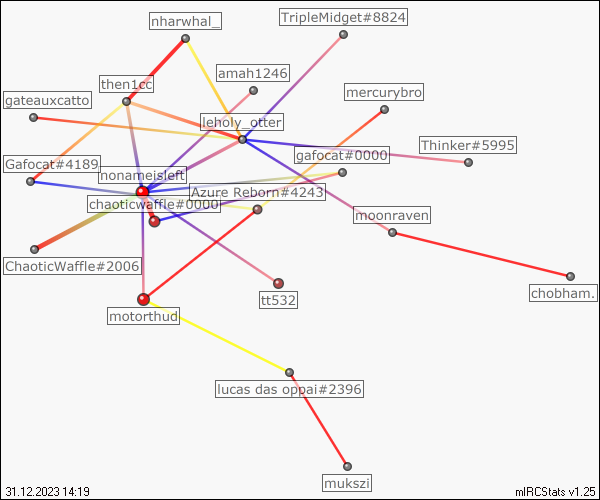 nharwhal_
TripleMidget#8824
amah1246
then1cc
mercurybro
gateauxcatto
leholy_otter
Thinker#5995
gafocat#0000
Gafocat#4189
nonameisleft
Azure Reborn#4243
chaoticwaffle#0000
moonraven
ChaoticWaffle#2006
chobham.
tt532
motorthud
lucas das oppai#2396
mukszi
31.12.2023 14:19
mIRCStats v1.25